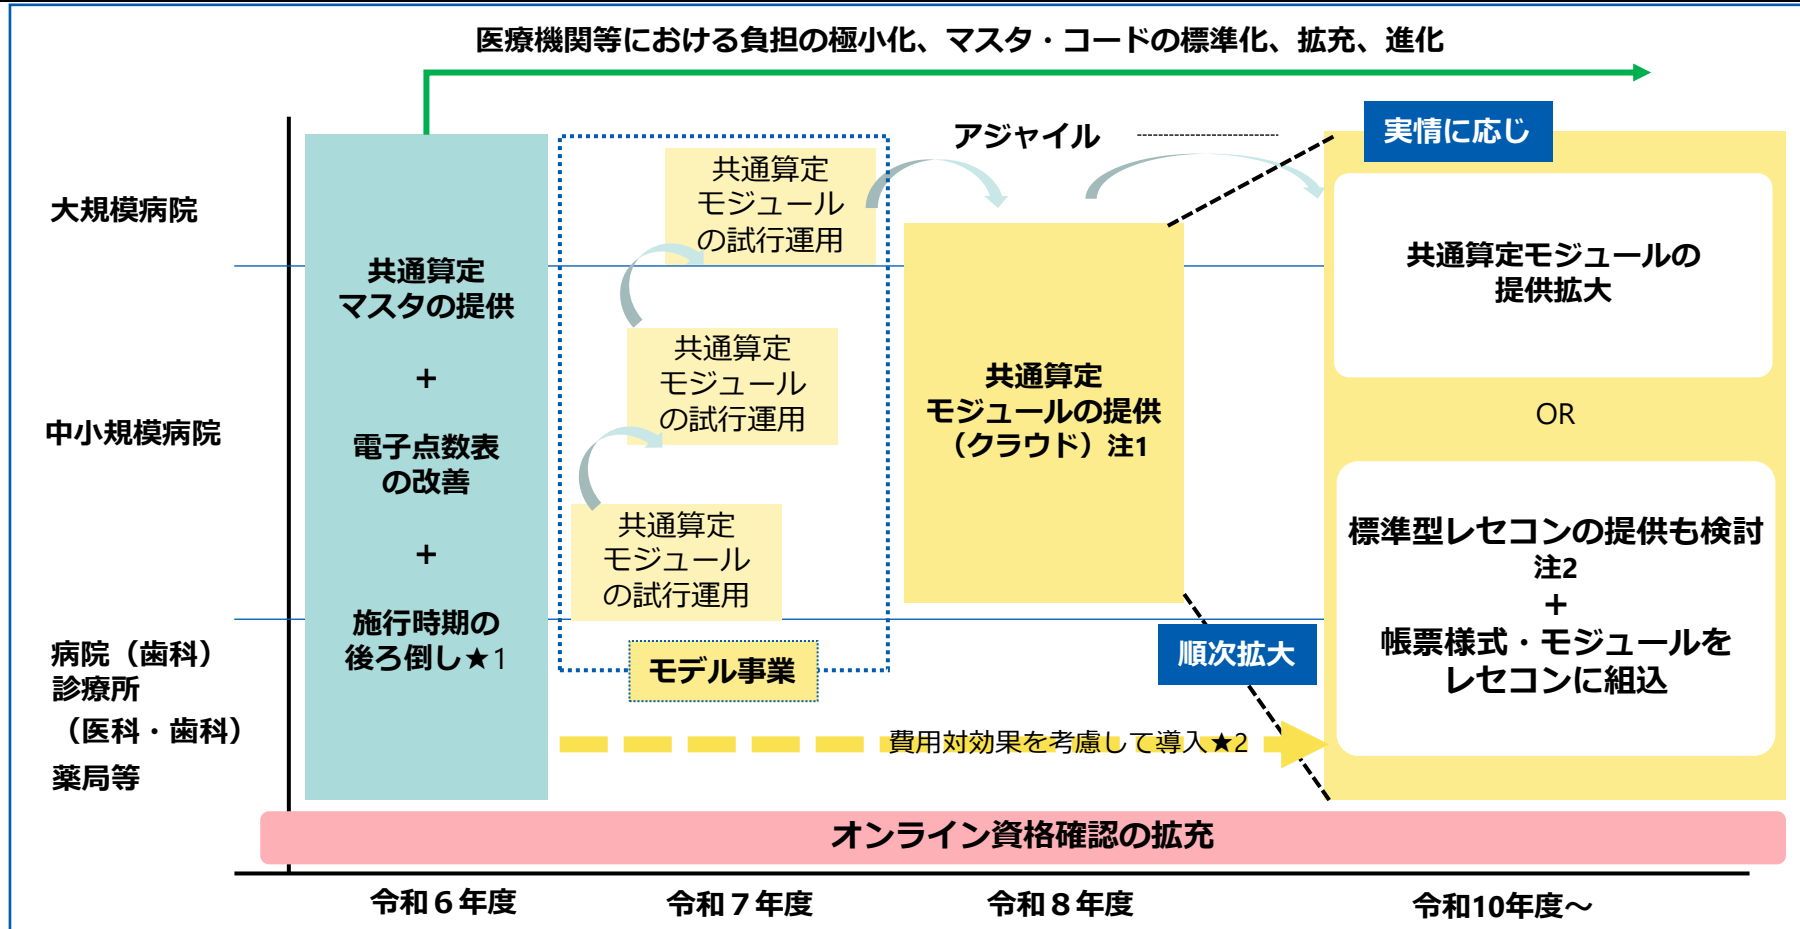 医療機関等における負担の極小化、マスタ・コードの標準化、拡充、進化
大規模病院
中小規模病院
病院（歯科）
診療所
（医科・歯科）
薬局等
共通算定
マスタの提供
+
電子点数表
の改善
+
施行時期の
後ろ倒し★1
共通算定
モジュール
の試行運用
共通算定
モジュール
の試行運用
共通算定
モジュール
の試行運用
モデル事業
アジャイル
共通算定
モジュールの提供
（クラウド）注1
順次拡大
費用対効果を考慮して導入★2
実情に応じ
共通算定モジュールの
提供拡大
OR
標準型レセコンの提供も検討
注2
+
帳票様式・モジュールを
レセコンに組込
オンライン資格確認の拡充
令和６年度
令和７年度
令和８年度
令和10年度～